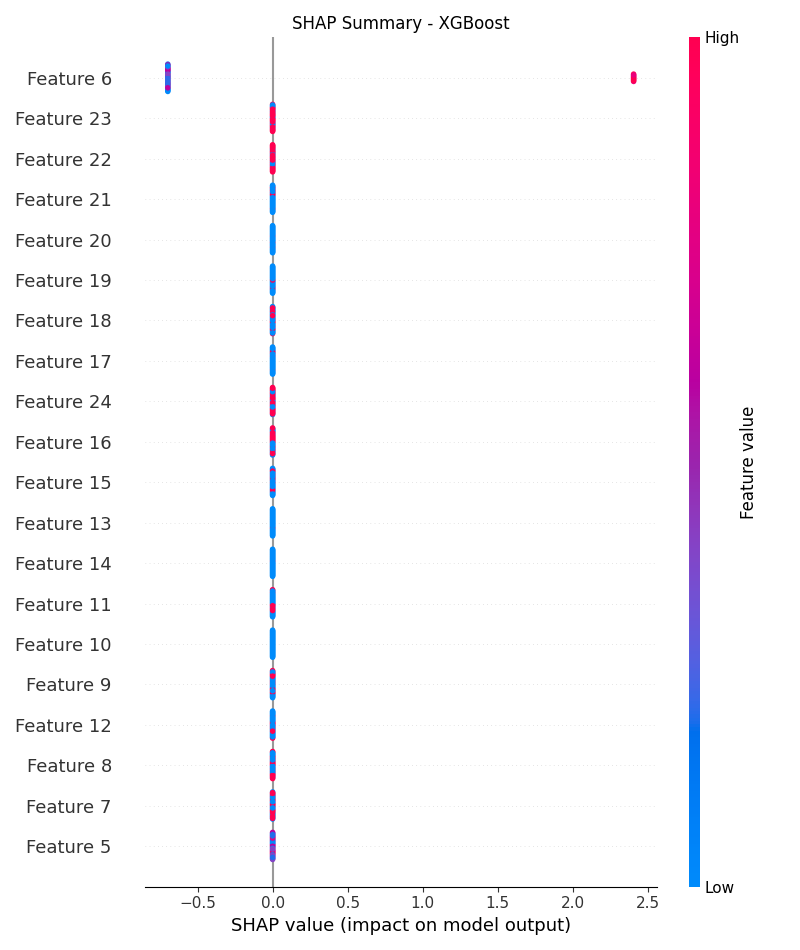 SHAP Summary - XGBoost
High
Feature 6
Feature 23
Feature 22
Feature 21
Feature 20
Feature 19
Feature 18
Feature 17
Feature 24
Feature 16
Feature 15
Feature 13
Feature 14
Feature 11
Feature 10
Feature 9
Feature 12
Feature 8
Feature 7
Feature 5
Feature value
Low
−0.5 0.0 0.5 1.0 1.5 2.0 2.5
SHAP value (impact on model output)